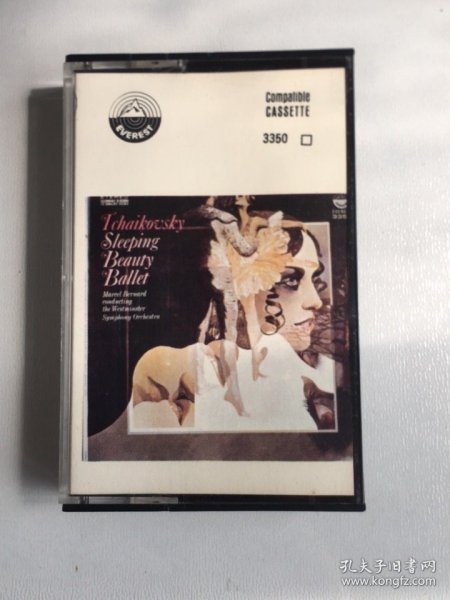 EVEREST
Compatible
CASSETTE
3350
Tchaikovsky
Sleeping
Beauty
Ballet
Marcel Bernard
conducting
the Westminster
Symphony Orchestra
孔夫子旧书网
www.kongfz.com